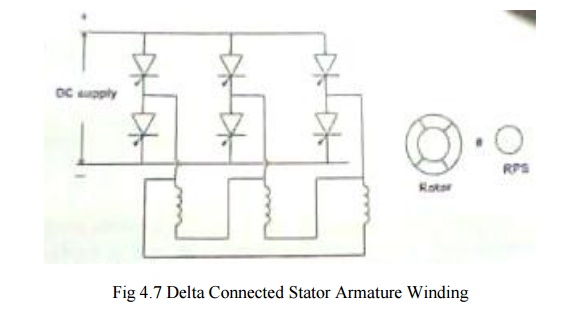 +
DC supply
−
Rotor
RPS
Fig 4.7 Delta Connected Stator Armature Winding